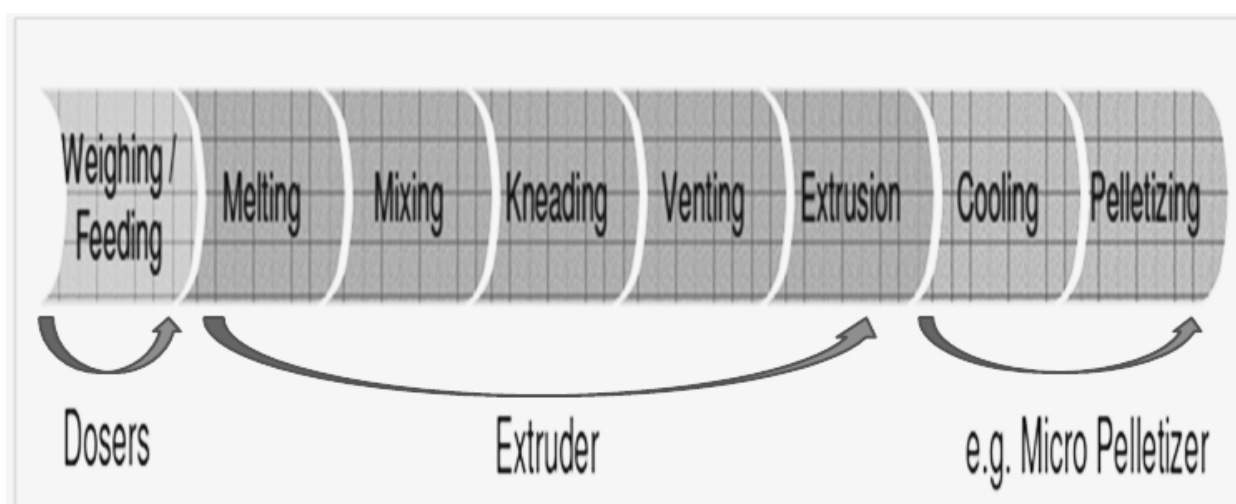 Weighing /
Feeding
Melting
Mixing
Kneading
Venting
Extrusion
Cooling
Pelletizing
Dosers
Extruder
e.g. Micro Pelletizer